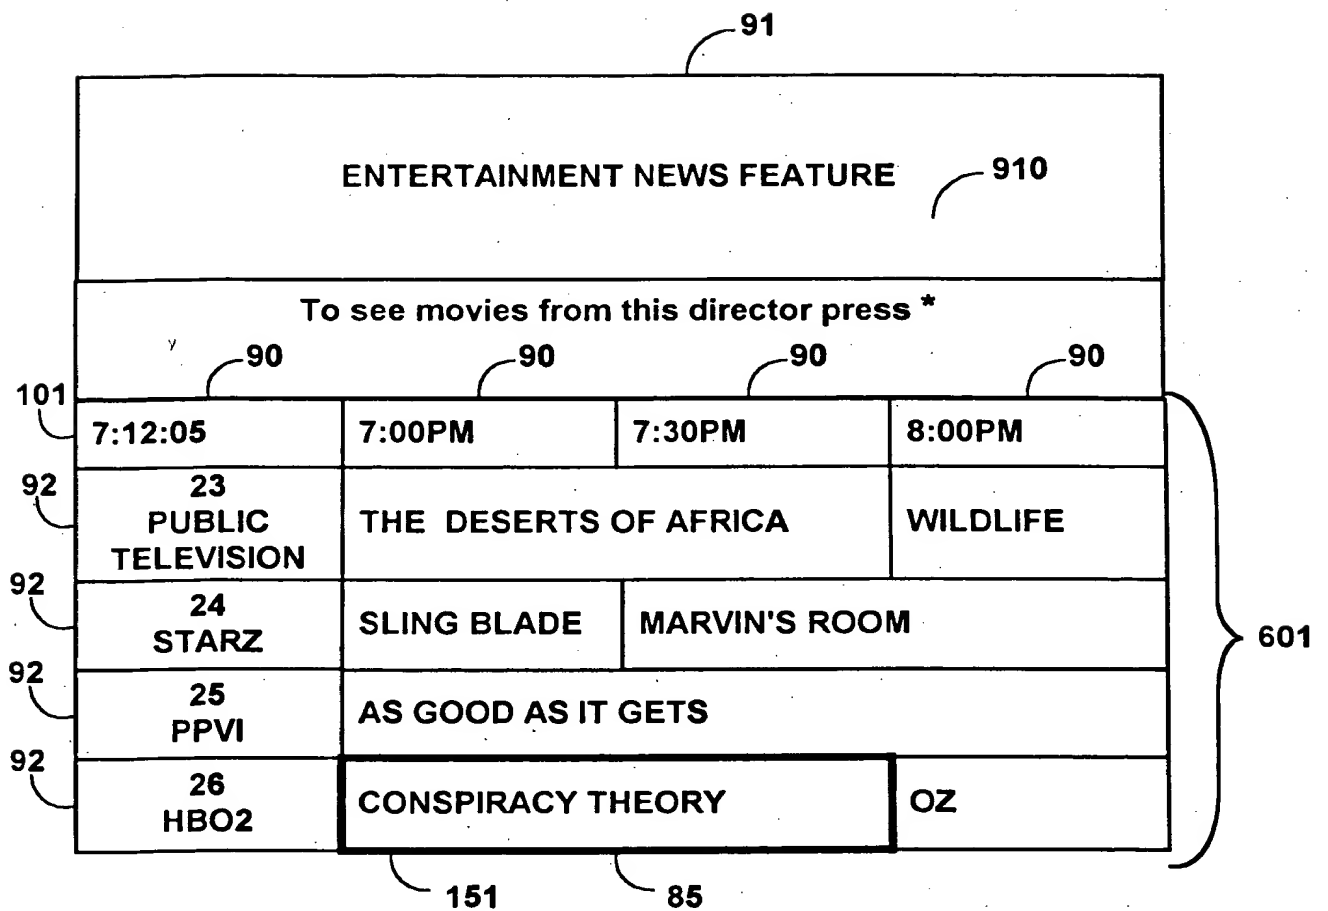 91
ENTERTAINMENT NEWS FEATURE
910
To see movies from this director press *
90 90 90 90
101
7:12:05 7:00PM 7:30PM 8:00PM
92
23
PUBLIC
TELEVISION
THE DESERTS OF AFRICA
WILDLIFE
92
24
STARZ
SLING BLADE
MARVIN'S ROOM
601
92
25
PPVI
AS GOOD AS IT GETS
92
26
HBO2
CONSPIRACY THEORY
OZ
151
85